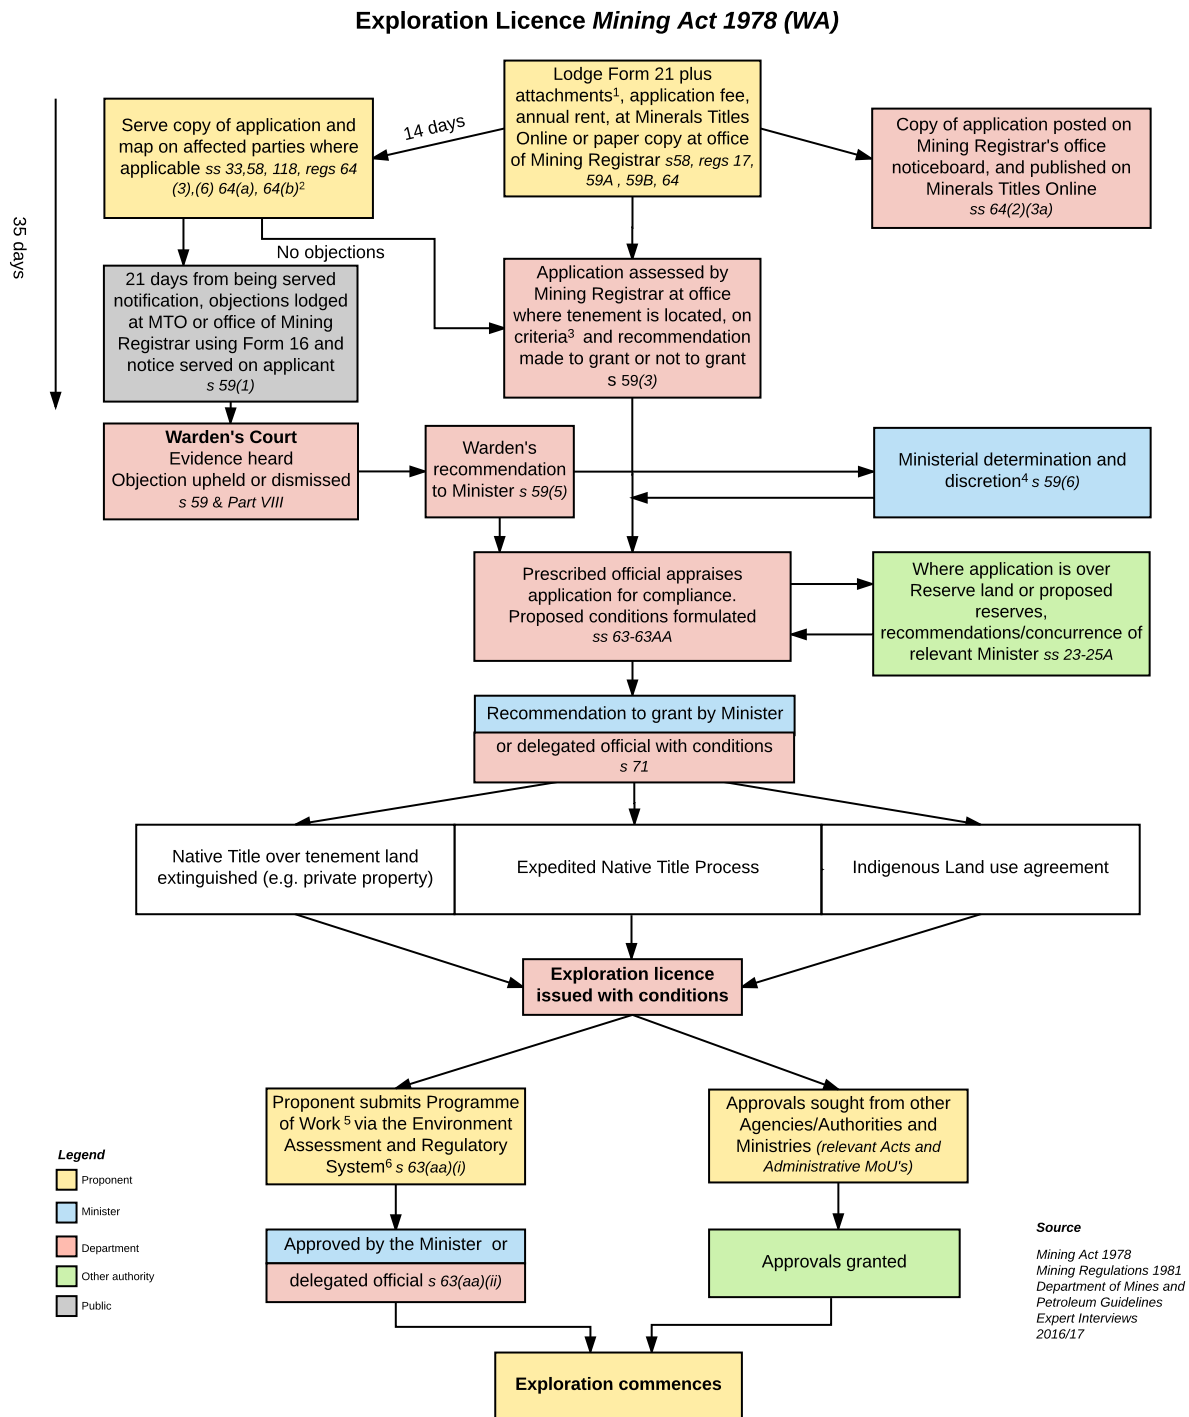 Exploration Licence Mining Act 1978 (WA)
Lodge Form 21 plus
attachments¹, application fee,
annual rent, at Minerals Titles
Online or paper copy at office
of Mining Registrar s58, regs 17,
59A , 59B, 64
14 days
Serve copy of application and
map on affected parties where
applicable ss 33,58, 118, regs 64
(3),(6) 64(a), 64(b)²
Copy of application posted on
Mining Registrar's office
noticeboard, and published on
Minerals Titles Online
ss 64(2)(3a)
35 days
No objections
21 days from being served
notification, objections lodged
at MTO or office of Mining
Registrar using Form 16 and
notice served on applicant
s 59(1)
Application assessed by
Mining Registrar at office
where tenement is located, on
criteria³ and recommendation
made to grant or not to grant
s 59(3)
Warden's Court
Evidence heard
Objection upheld or dismissed
s 59 & Part VIII
Warden's
recommendation
to Minister s 59(5)
Ministerial determination and
discretion⁴ s 59(6)
Prescribed official appraises
application for compliance.
Proposed conditions formulated
ss 63-63AA
Where application is over
Reserve land or proposed
reserves,
recommendations/concurrence of
relevant Minister ss 23-25A
Recommendation to grant by Minister
or delegated official with conditions
s 71
Native Title over tenement land
extinguished (e.g. private property)
Expedited Native Title Process
Indigenous Land use agreement
Exploration licence
issued with conditions
Proponent submits Programme
of Work ⁵ via the Environment
Assessment and Regulatory
System⁶ s 63(aa)(i)
Approvals sought from other
Agencies/Authorities and
Ministries (relevant Acts and
Administrative MoU's)
Approved by the Minister or
delegated official s 63(aa)(ii)
Approvals granted
Exploration commences
Legend
Proponent
Minister
Department
Other authority
Public
Source
Mining Act 1978
Mining Regulations 1981
Department of Mines and
Petroleum Guidelines
Expert Interviews
2016/17